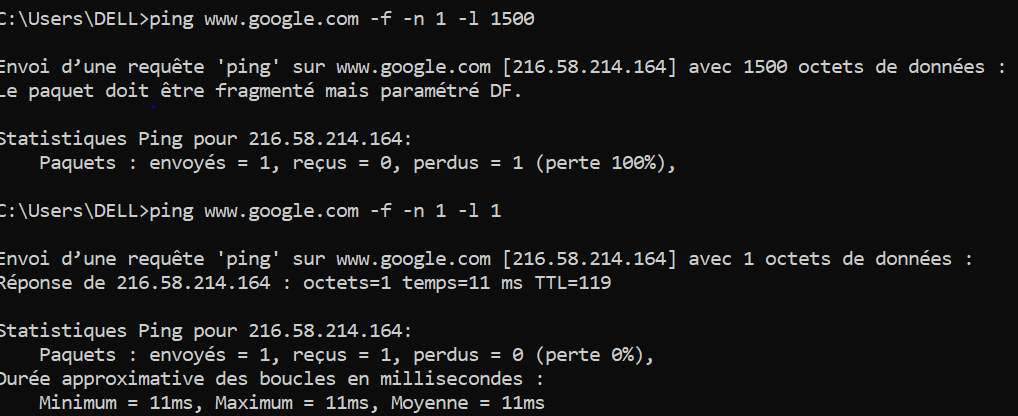 C:\Users\DELL>ping www.google.com -f -n 1 -l 1500
Envoi d’une requête 'ping' sur www.google.com [216.58.214.164] avec 1500 octets de données :
Le paquet doit être fragmenté mais paramétré DF.
Statistiques Ping pour 216.58.214.164:
    Paquets : envoyés = 1, reçus = 0, perdus = 1 (perte 100%),
C:\Users\DELL>ping www.google.com -f -n 1 -l 1
Envoi d’une requête 'ping' sur www.google.com [216.58.214.164] avec 1 octets de données :
Réponse de 216.58.214.164 : octets=1 temps=11 ms TTL=119
Statistiques Ping pour 216.58.214.164:
    Paquets : envoyés = 1, reçus = 1, perdus = 0 (perte 0%),
Durée approximative des boucles en millisecondes :
    Minimum = 11ms, Maximum = 11ms, Moyenne = 11ms